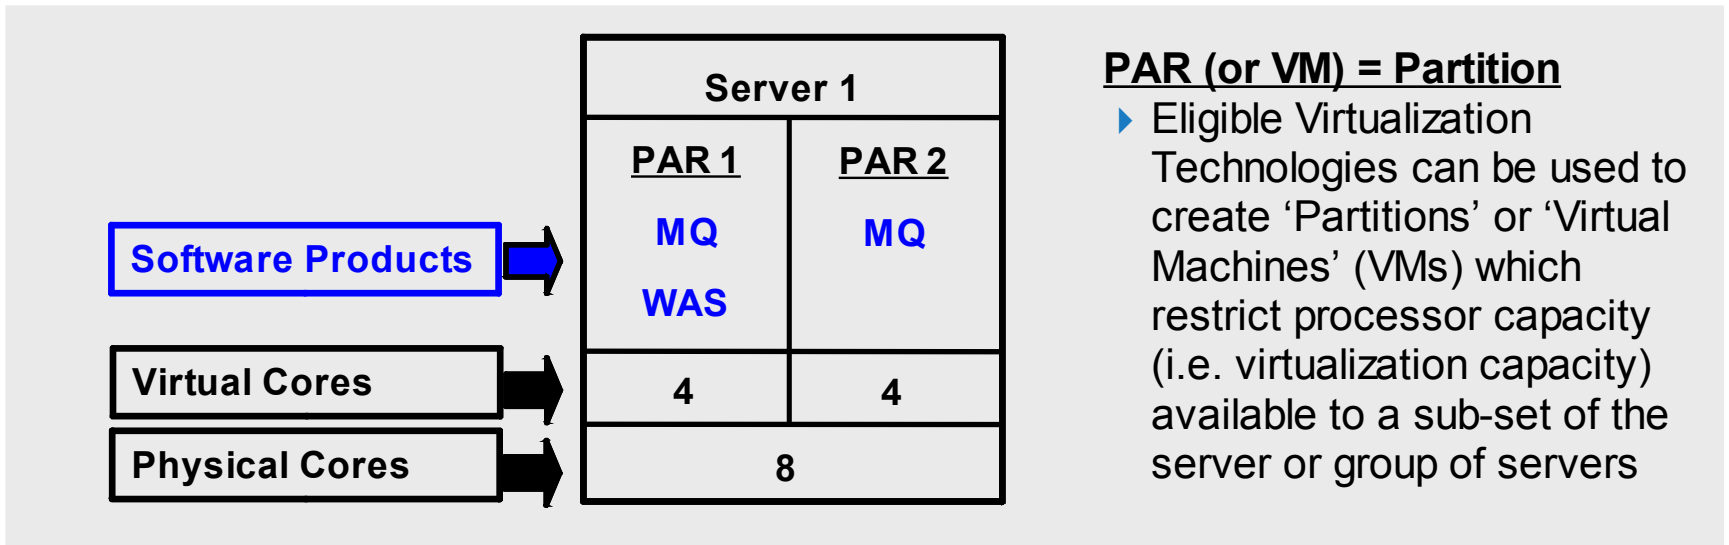 Server 1
PAR 1 PAR 2
MQ MQ
WAS
Software Products
Virtual Cores
4 4
Physical Cores
8
PAR (or VM) = Partition
Eligible Virtualization
Technologies can be used to
create ‘Partitions’ or ‘Virtual
Machines’ (VMs) which
restrict processor capacity
(i.e. virtualization capacity)
available to a sub-set of the
server or group of servers